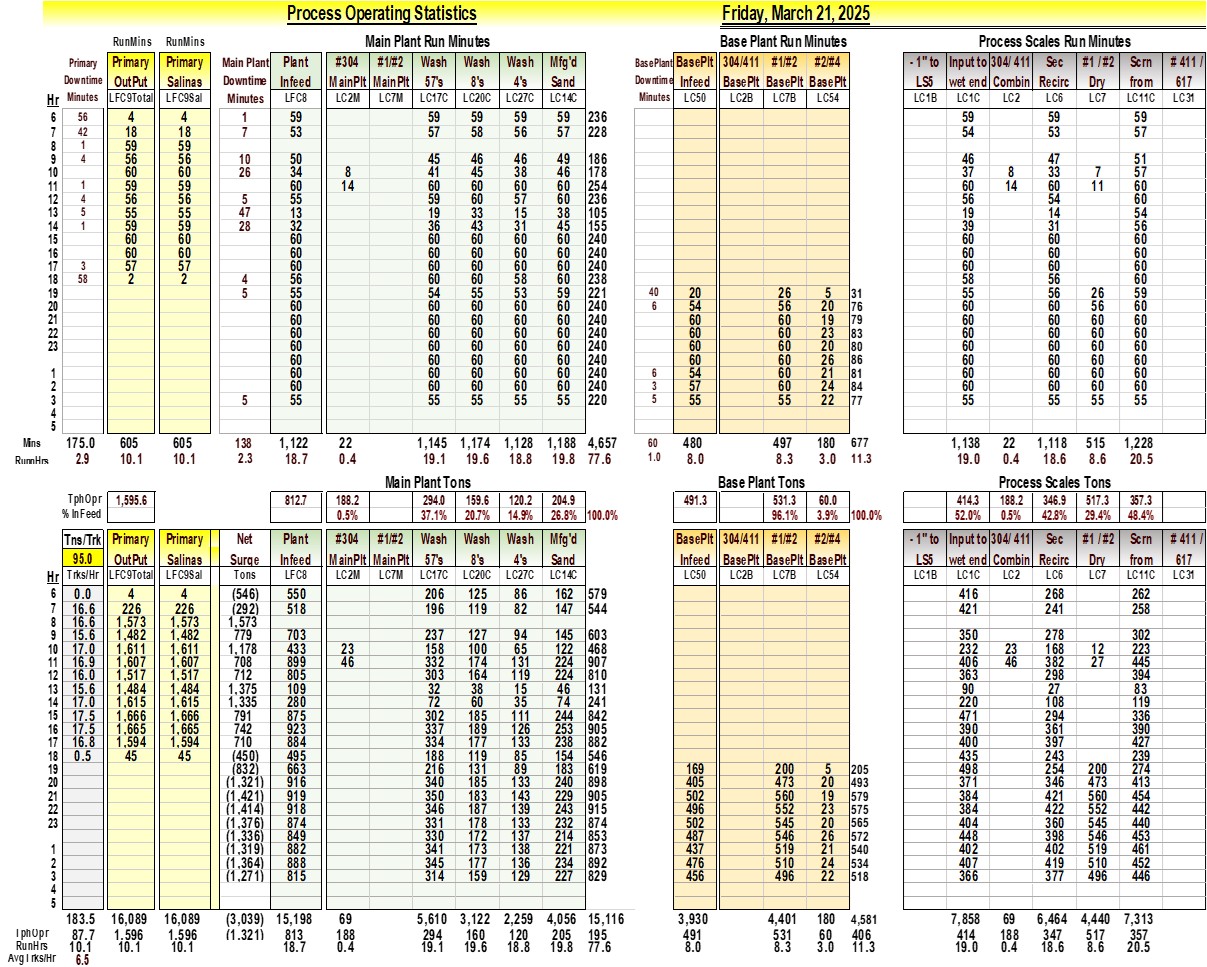 Process Operating Statistics Friday, March 21, 2025
RunMins RunMins Main Plant Run Minutes Base Plant Run Minutes Process Scales Run Minutes
Primary Primary Primary Main Plant Plant #304 #1/#2 Wash Wash Wash Mfg'd BasePlant BasePlt 304/411 #1/#2 #2/#4 - 1" to Input to 304/ 411 Sec #1 / #2 Scrn # 411 /
Downtime OutPut Salinas Downtime Infeed MainPlt MainPlt 57's 8's 4's Sand Downtime Infeed BasePlt BasePlt BasePlt LS5 wet end Combin Recirc Dry from 617
Hr Minutes LFC9Total LFC9Sal Minutes LFC8 LC2M LC7M LC17C LC20C LC27C LC14C Minutes LC50 LC2B LC7B LC54 LC1B LC1C LC2 LC6 LC7 LC11C LC31
6 56 4 4 1 59 59 59 59 59 236 59 59 59
7 42 18 18 7 53 57 58 56 57 228 54 53 57
8 1 59 59
9 4 56 56 10 50 45 46 46 49 186 46 47 51
10 60 60 26 34 8 41 45 38 46 178 37 8 33 7 57
11 1 59 59 60 14 60 60 60 60 254 60 14 60 11 60
12 4 56 56 5 55 59 60 57 60 236 56 54 60
13 5 55 55 47 13 19 33 15 38 105 19 14 54
14 1 59 59 28 32 36 43 31 45 155 39 31 56
15 60 60 60 60 60 60 60 240 60 60 60
16 60 60 60 60 60 60 60 240 60 60 60
17 3 57 57 60 60 60 60 60 240 60 60 60
18 58 2 2 4 56 60 60 58 60 238 58 56 60
19 5 55 54 55 53 59 221 40 20 26 5 31 55 56 26 59
20 60 60 60 60 60 240 6 54 56 20 76 60 60 56 60
21 60 60 60 60 60 240 60 60 19 79 60 60 60 60
22 60 60 60 60 60 240 60 60 23 83 60 60 60 60
23 60 60 60 60 60 240 60 60 20 80 60 60 60 60
60 60 60 60 60 240 60 60 26 86 60 60 60 60
1 60 60 60 60 60 240 6 54 60 21 81 60 60 60 60
2 60 60 60 60 60 240 3 57 60 24 84 60 60 60 60
3 5 55 55 55 55 55 220 5 55 55 22 77 55 55 55 55
4
5
Mins 175.0 605 605 138 1,122 22 1,145 1,174 1,128 1,188 4,657 60 480 497 180 677 1,138 22 1,118 515 1,228
RunnHrs 2.9 10.1 10.1 2.3 18.7 0.4 19.1 19.6 18.8 19.8 77.6 1.0 8.0 8.3 3.0 11.3 19.0 0.4 18.6 8.6 20.5
Main Plant Tons Base Plant Tons Process Scales Tons
TphOpr 1,595.6 812.7 188.2 294.0 159.6 120.2 204.9 491.3 531.3 60.0 414.3 188.2 346.9 517.3 357.3
% InFeed 0.5% 37.1% 20.7% 14.9% 26.8% 100.0% 96.1% 3.9% 100.0% 52.0% 0.5% 42.8% 29.4% 48.4%
Tns/Trk Primary Primary Net Plant #304 #1/#2 Wash Wash Wash Mfg'd BasePlt 304/411 #1/#2 #2/#4 - 1" to Input to 304/ 411 Sec #1 / #2 Scrn # 411 /
95.0 OutPut Salinas Surge Infeed MainPlt MainPlt 57's 8's 4's Sand Infeed BasePlt BasePlt BasePlt LS5 wet end Combin Recirc Dry from 617
Hr Trks/Hr LFC9Total LFC9Sal Tons LFC8 LC2M LC7M LC17C LC20C LC27C LC14C LC50 LC2B LC7B LC54 LC1B LC1C LC2 LC6 LC7 LC11C LC31
6 0.0 4 4 (546) 550 206 125 86 162 579 416 268 262
7 16.6 226 226 (292) 518 196 119 82 147 544 421 241 258
8 16.6 1,573 1,573 1,573
9 15.6 1,482 1,482 779 703 237 127 94 145 603 350 278 302
10 17.0 1,611 1,611 1,178 433 23 158 100 65 122 468 232 23 168 12 223
11 16.9 1,607 1,607 708 899 46 332 174 131 224 907 406 46 382 27 445
12 16.0 1,517 1,517 712 805 303 164 119 224 810 363 298 394
13 15.6 1,484 1,484 1,375 109 32 38 15 46 131 90 27 83
14 17.0 1,615 1,615 1,335 280 72 60 35 74 241 220 108 119
15 17.5 1,666 1,666 791 875 302 185 111 244 842 471 294 336
16 17.5 1,665 1,665 742 923 337 189 126 253 905 390 361 390
17 16.8 1,594 1,594 710 884 334 177 133 238 882 400 397 427
18 0.5 45 45 (450) 495 188 119 85 154 546 435 243 239
19 (832) 663 216 131 89 183 619 169 200 5 205 498 254 200 274
20 (1,321) 916 340 185 133 240 898 405 473 20 493 371 346 473 413
21 (1,421) 919 350 183 143 229 905 502 560 19 579 384 421 560 454
22 (1,414) 918 346 187 139 243 915 496 552 23 575 384 422 552 442
23 (1,376) 874 331 178 133 232 874 502 545 20 565 404 360 545 440
(1,336) 849 330 172 137 214 853 487 546 26 572 448 398 546 453
1 (1,319) 882 341 173 138 221 873 437 519 21 540 402 402 519 461
2 (1,364) 888 345 177 136 234 892 476 510 24 534 407 419 510 452
3 (1,271) 815 314 159 129 227 829 456 496 22 518 366 377 496 446
4
5
183.5 16,089 16,089 (3,039) 15,198 69 5,610 3,122 2,259 4,056 15,116 3,930 4,401 180 4,581 7,858 69 6,464 4,440 7,313
TphOpr 87.7 1,596 1,596 (1,321) 813 188 294 160 120 205 195 491 531 60 406 414 188 347 517 357
RunHrs 10.1 10.1 10.1 18.7 0.4 19.1 19.6 18.8 19.8 77.6 8.0 8.3 3.0 11.3 19.0 0.4 18.6 8.6 20.5
AvgTrks/Hr 6.5